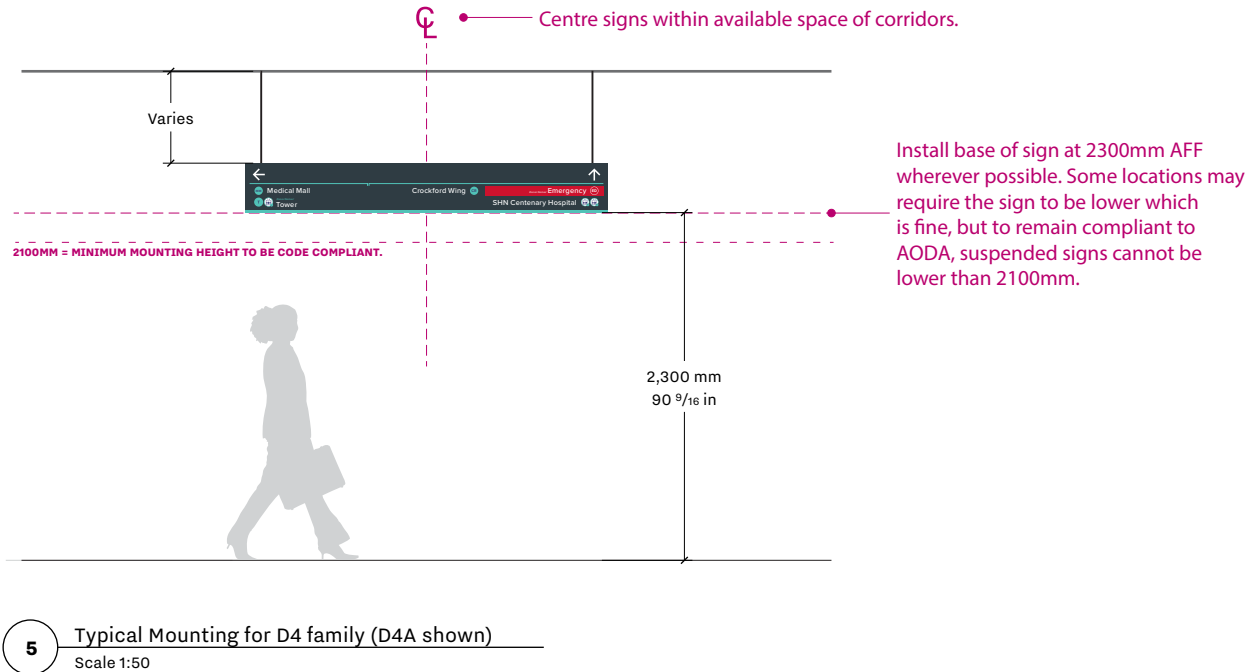 CL
Centre signs within available space of corridors.
Varies
Medical Mall
Crockford Wing
Emergency
Tower
SHN Centenary Hospital
Install base of sign at 2300mm AFF
wherever possible. Some locations may
require the sign to be lower which
is fine, but to remain compliant to
AODA, suspended signs cannot be
lower than 2100mm.
2100MM = MINIMUM MOUNTING HEIGHT TO BE CODE COMPLIANT.
2,300 mm
90 9/16 in
5
Typical Mounting for D4 family (D4A shown)
Scale 1:50